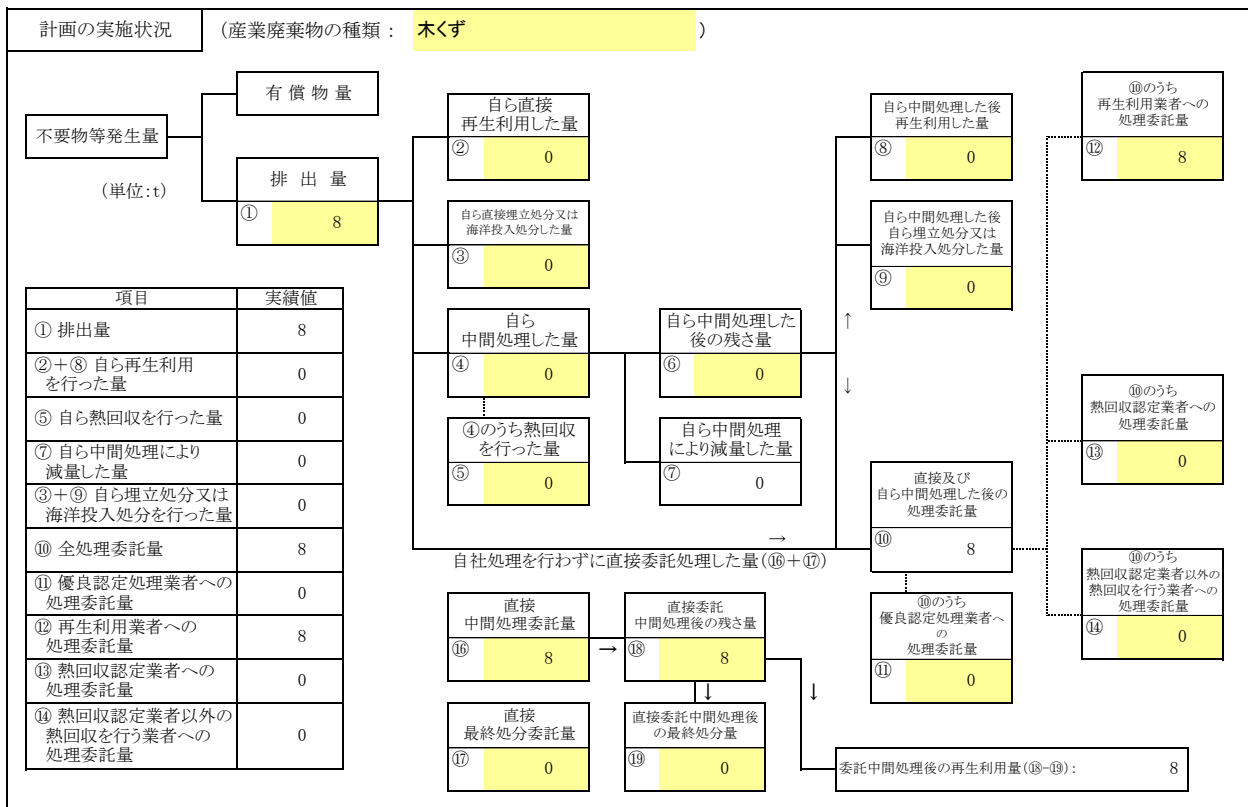 計画の実施状況
(産業廃棄物の種類： 木くず )
不要物等発生量
(単位:t)
有 償 物 量
排 出 量
① 8
自ら直接
再生利用した量
② 0
自ら直接埋立処分又は
海洋投入処分した量
③ 0
自ら
中間処理した量
④ 0
④のうち熱回収
を行った量
⑤ 0
自ら中間処理した
後の残さ量
⑥ 0
自ら中間処理
により減量した量
⑦ 0
自ら中間処理した後
再生利用した量
⑧ 0
自ら中間処理した後
自ら埋立処分又は
海洋投入処分した量
⑨ 0
↑
↓
直接及び
自ら中間処理した後の
処理委託量
⑩ 8
⑩のうち
再生利用業者への
処理委託量
⑫ 8
⑩のうち
熱回収認定業者への
処理委託量
⑬ 0
⑩のうち
熱回収認定業者以外の
熱回収を行う業者への
処理委託量
⑭ 0
⑩のうち
優良認定処理業者へ
の
処理委託量
⑪ 0
→
自社処理を行わずに直接委託処理した量(⑯＋⑰)
直接
中間処理委託量
⑯ 8
→
直接委託
中間処理後の残さ量
⑱ 8
↓
↓
直接
最終処分委託量
⑰ 0
直接委託中間処理後
の最終処分量
⑲ 0
委託中間処理後の再生利用量(⑱-⑲)： 8
項目 実績値
① 排出量 8
②＋⑧ 自ら再生利用
を行った量 0
⑤ 自ら熱回収を行った量 0
⑦ 自ら中間処理により
減量した量 0
③＋⑨ 自ら埋立処分又は
海洋投入処分を行った量 0
⑩ 全処理委託量 8
⑪ 優良認定処理業者への
処理委託量 0
⑫ 再生利用業者への
処理委託量 8
⑬ 熱回収認定業者への
処理委託量 0
⑭ 熱回収認定業者以外の
熱回収を行う業者への
処理委託量 0